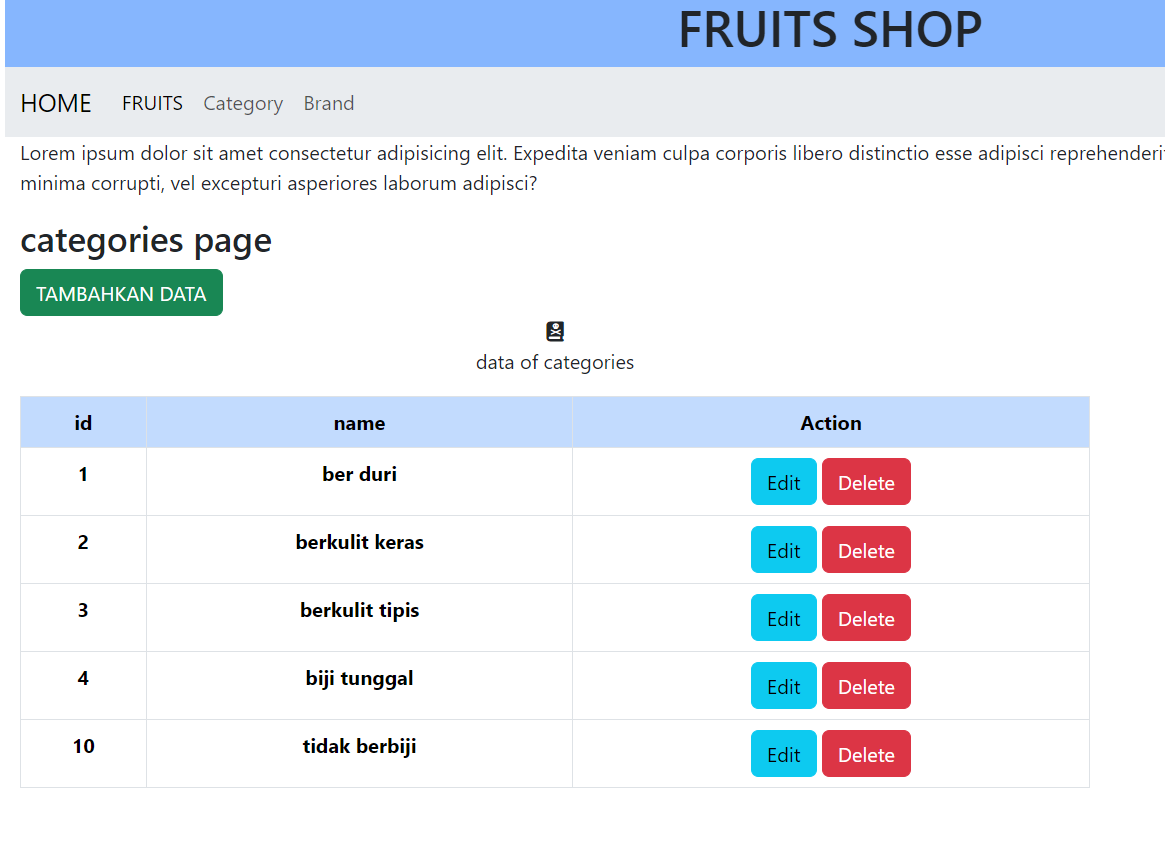 FRUITS SHOP
HOME FRUITS Category Brand
Lorem ipsum dolor sit amet consectetur adipisicing elit. Expedita veniam culpa corporis libero distinctio esse adipisci reprehenderit
minima corrupti, vel excepturi asperiores laborum adipisci?
categories page
TAMBAHKAN DATA
data of categories
id name Action
1 ber duri Edit Delete
2 berkulit keras Edit Delete
3 berkulit tipis Edit Delete
4 biji tunggal Edit Delete
10 tidak berbiji Edit Delete